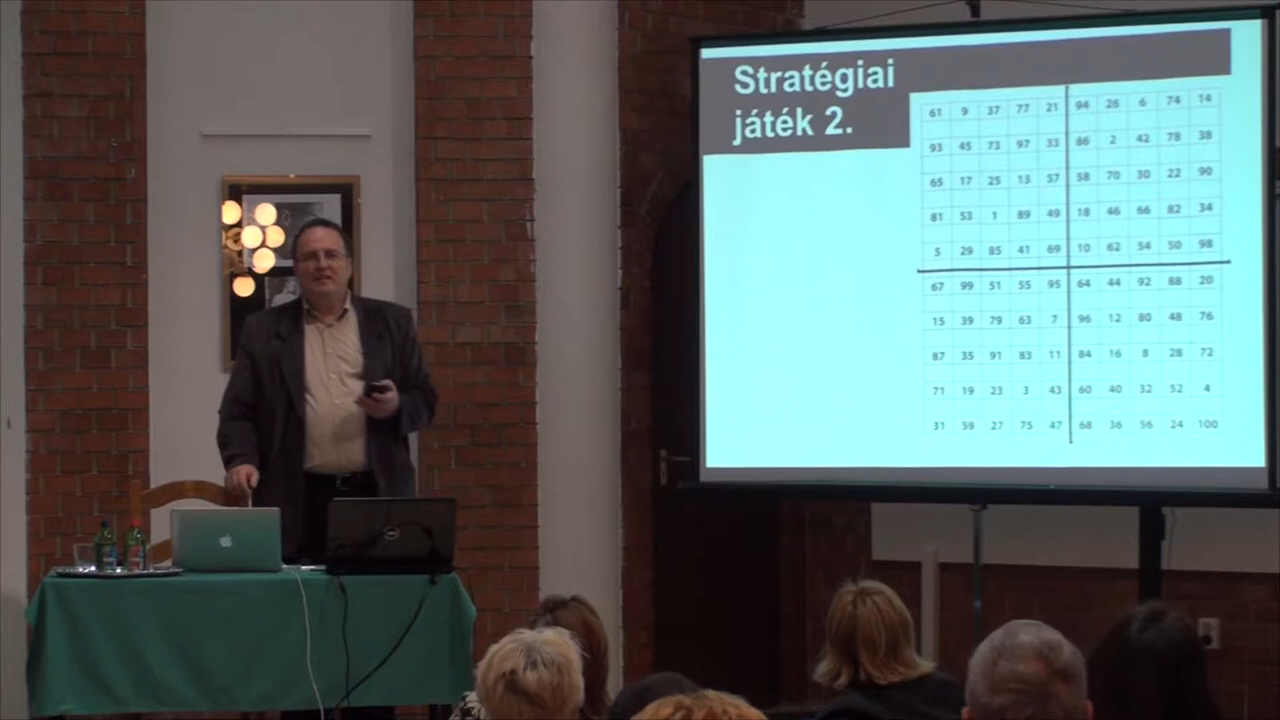 Stratégiai
játék 2.
61 9 37 77 21 94 26 6 74 14
93 45 73 97 33 86 2 42 78 38
65 17 25 13 57 58 70 30 22 90
81 53 1 89 49 18 46 66 82 34
5 29 85 41 69 10 62 54 50 98
67 99 51 55 95 64 44 92 88 20
15 39 79 63 7 96 12 80 48 76
87 35 91 83 11 84 16 8 28 72
71 19 23 3 43 60 40 32 52 4
31 59 27 75 47 68 36 56 24 100
DELL